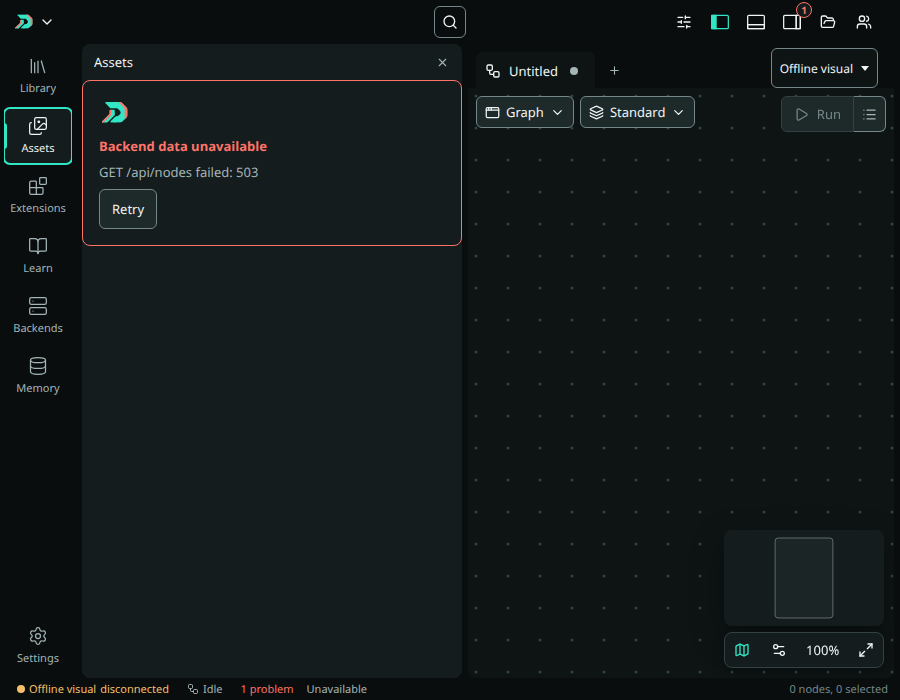 1
Library
Assets
Extensions
Learn
Backends
Memory
Settings
Assets
Backend data unavailable
GET /api/nodes failed: 503
Retry
Untitled
Offline visual
Graph
Standard
Run
100%
Offline visual disconnected
Idle
1 problem
Unavailable
0 nodes, 0 selected